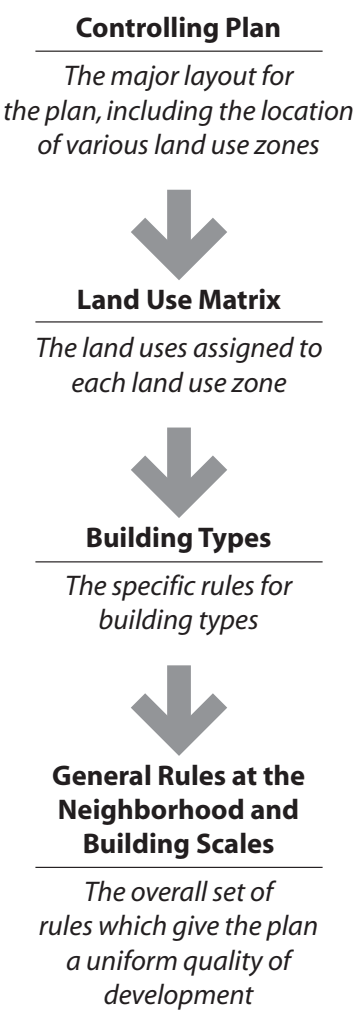 Controlling Plan
The major layout for
the plan, including the location
of various land use zones
Land Use Matrix
The land uses assigned to
each land use zone
Building Types
The specific rules for
building types
General Rules at the
Neighborhood and
Building Scales
The overall set of
rules which give the plan
a uniform quality of
development